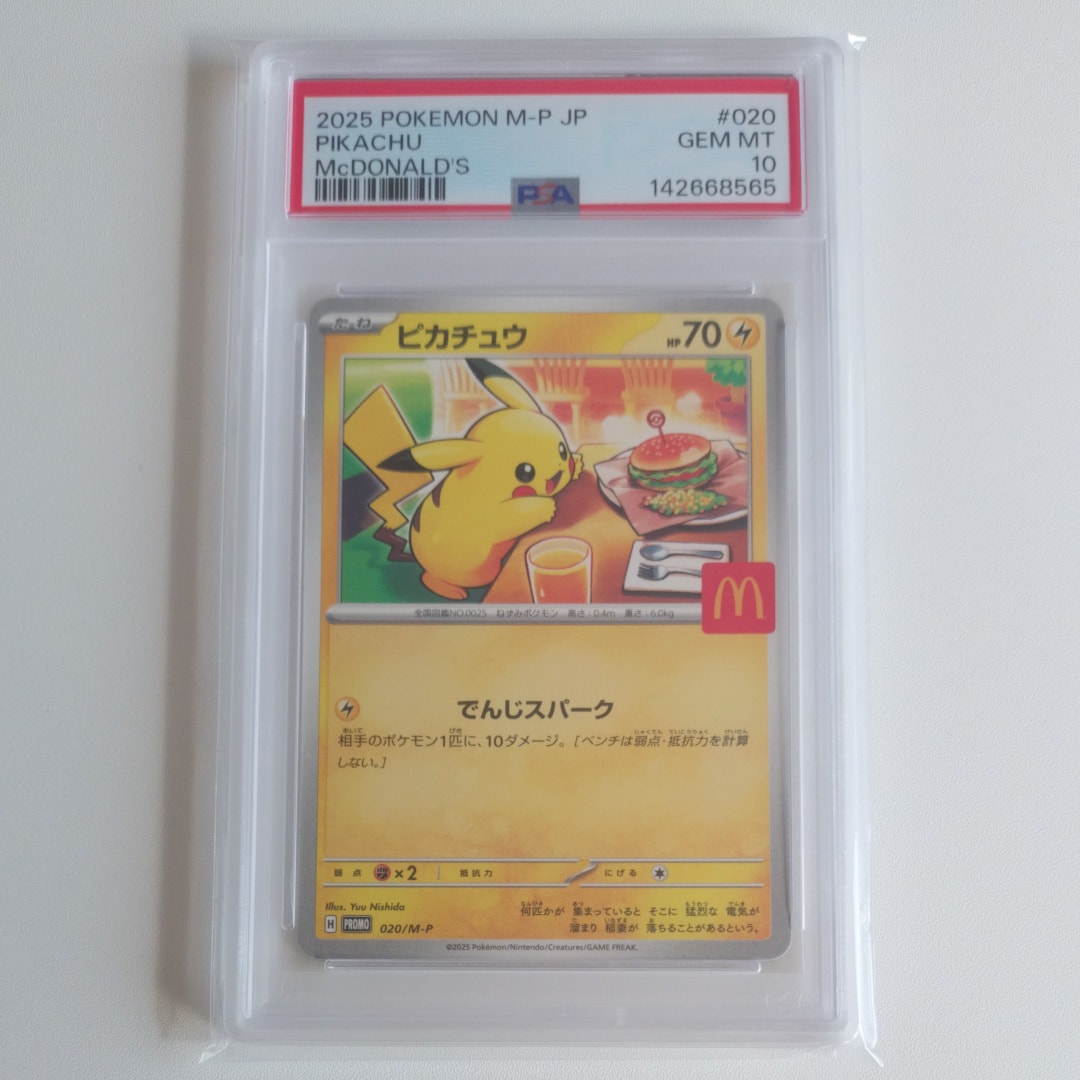 2025 POKEMON M-P JP #020
PIKACHU GEM MT
McDONALD'S 10
PSA 142668565
たね ピカチュウ HP70
全国図鑑NO.0025 ねずみポケモン 高さ:0.4m 重さ:6.0kg
M
でんじスパーク
相手のポケモン1匹に、10ダメージ。[ベンチは弱点・抵抗力を計算
しない。]
弱点 ×2 抵抗力 にげる
Illus. Yuu Nishida
何匹かが 集まっていると そこに 猛烈な 電気が
H PROMO 020/M-P 溜まり 稲妻が 落ちることがあるという。
©2025 Pokémon/Nintendo/Creatures/GAME FREAK.